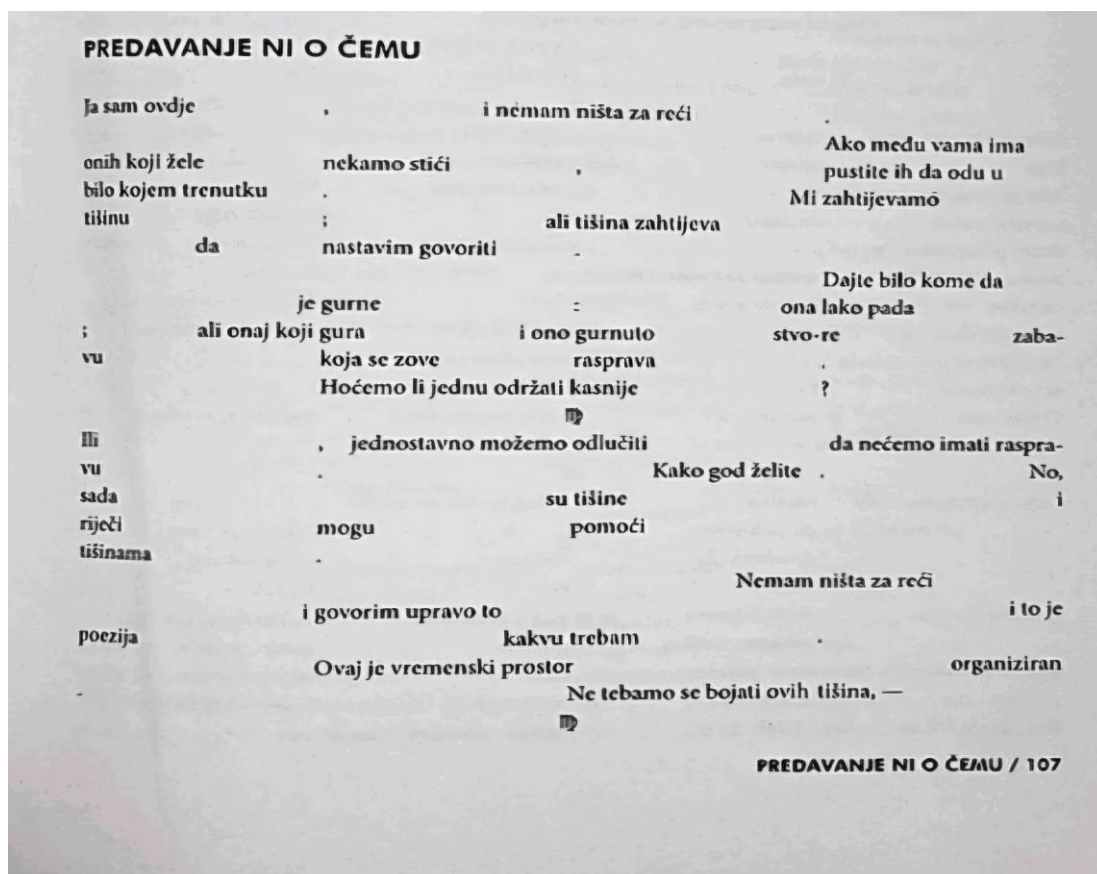 PREDAVANJE NI O ČEMU
Ja sam ovdje , i nemam ništa za reći .
Ako među vama ima
onih koji žele nekamo stići , pustite ih da odu u
bilo kojem trenutku . Mi zahtijevamo
tišinu ; ali tišina zahtijeva
da nastavim govoriti .
Dajte bilo kome da
je gurne : ona lako pada
; ali onaj koji gura i ono gurnuto stvo-re zaba-
vu koja se zove rasprava .
Hoćemo li jednu održati kasnije ?
♍
Ili , jednostavno možemo odlučiti da nećemo imati raspra-
vu . Kako god želite . No,
sada su tišine i
riječi mogu pomoći
tišinama .
Nemam ništa za reći
i govorim upravo to i to je
poezija kakvu trebam .
Ovaj je vremenski prostor organiziran
. Ne tebamo se bojati ovih tišina, —
♍
PREDAVANJE NI O ČEMU / 107